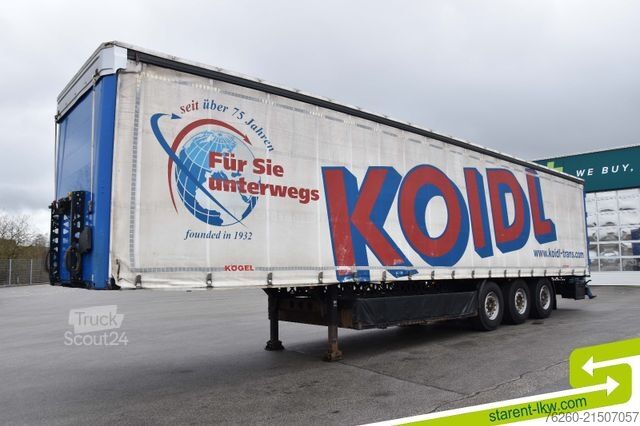 seit über 75 Jahren
Für Sie
unterwegs
founded in 1932
KOIDL
www.koidl-trans.com
KÖGEL
WE BUY,
Truck
Scout24
starent-lkw.com
76260-21507057